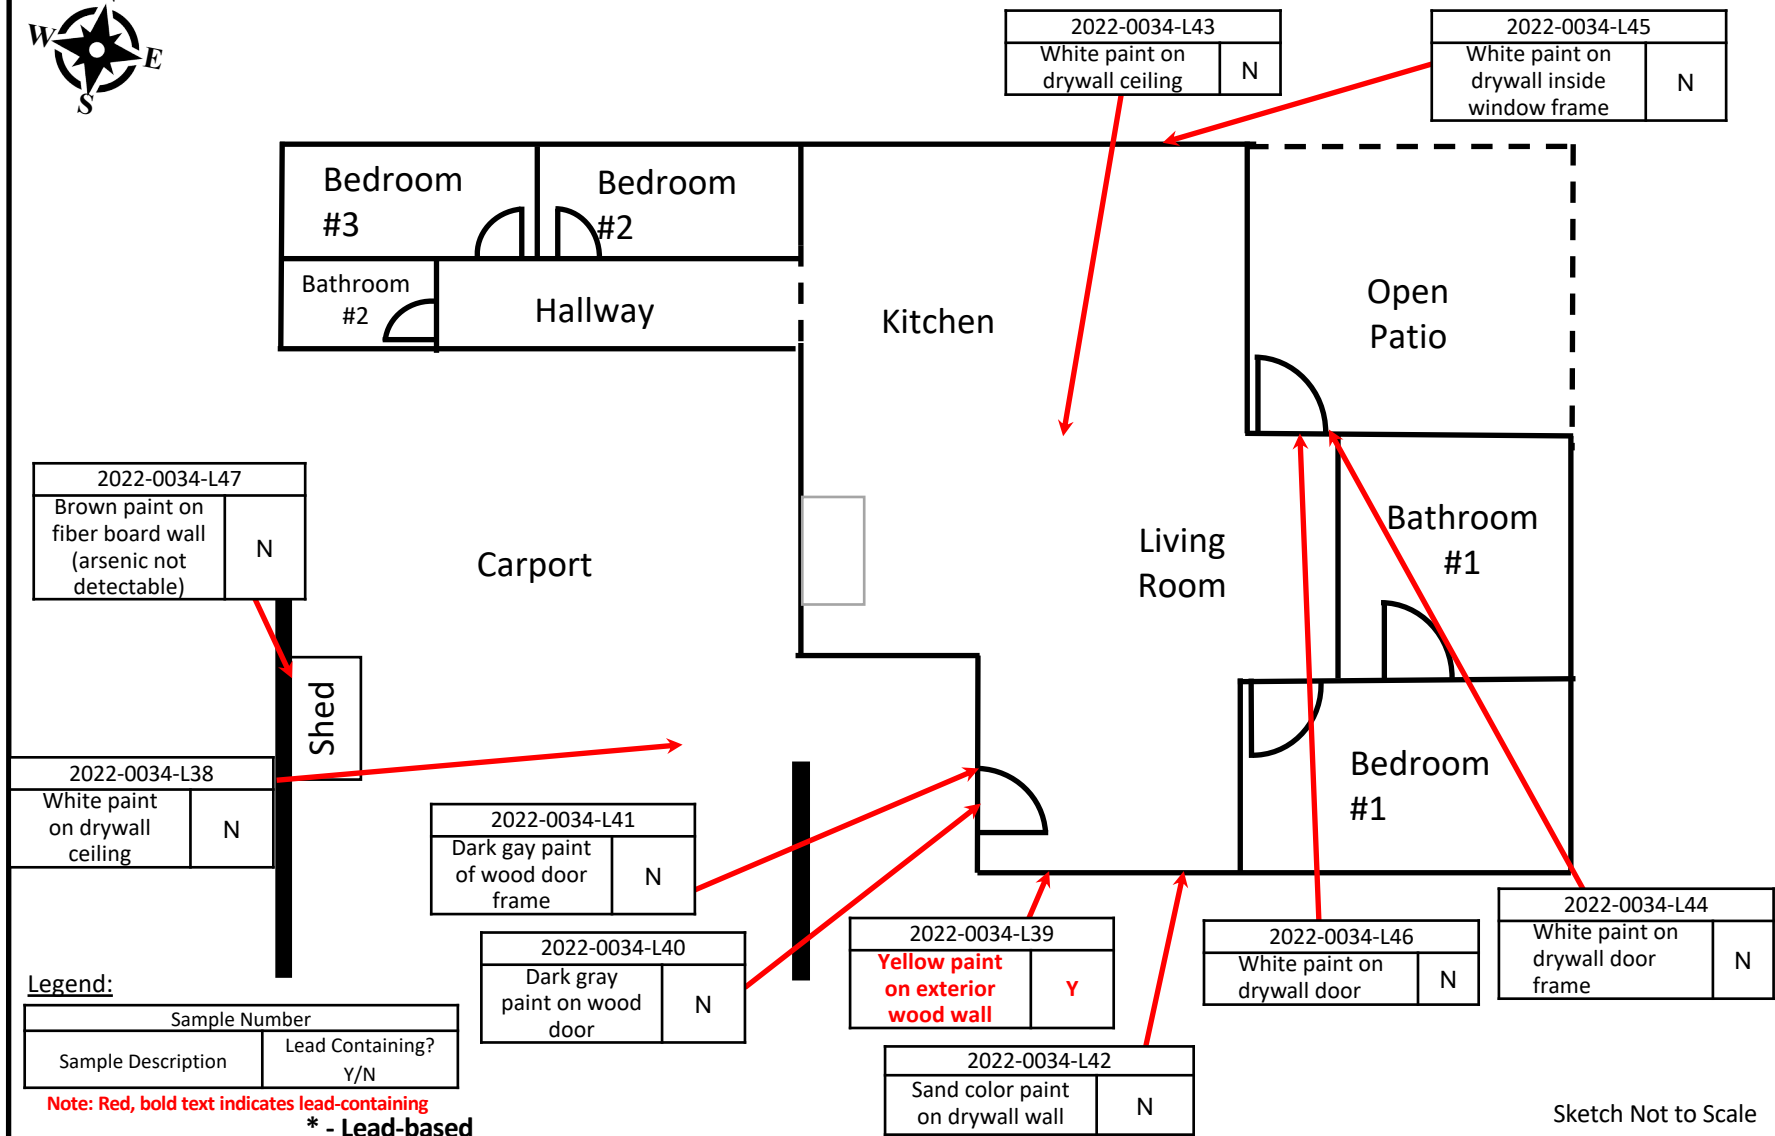 W
E
S
2022-0034-L43
White paint on
drywall ceiling
N
2022-0034-L45
White paint on
drywall inside
window frame
N
Bedroom
#3
Bedroom
#2
Bathroom
#2
Hallway
Kitchen
Open
Patio
2022-0034-L47
Brown paint on
fiber board wall
(arsenic not
detectable)
N
Carport
Living
Room
Bathroom
#1
Shed
2022-0034-L38
White paint
on drywall
ceiling
N
Bedroom
#1
2022-0034-L41
Dark gay paint
of wood door
frame
N
2022-0034-L40
Dark gray
paint on wood
door
N
2022-0034-L39
Yellow paint
on exterior
wood wall
Y
2022-0034-L46
White paint on
drywall door
N
2022-0034-L44
White paint on
drywall door
frame
N
2022-0034-L42
Sand color paint
on drywall wall
N
Legend:
Sample Number
Sample Description
Lead Containing?
Y/N
Note: Red, bold text indicates lead-containing
* - Lead-based
Sketch Not to Scale